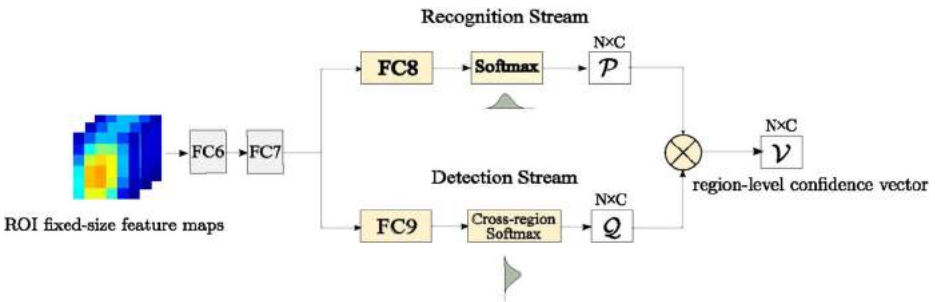 Recognition Stream
N×C
FC8
Softmax
𝒫
FC6
FC7
N×C
𝒱
region-level confidence vector
ROI fixed-size feature maps
Detection Stream
N×C
FC9
Cross-region
Softmax
𝒬